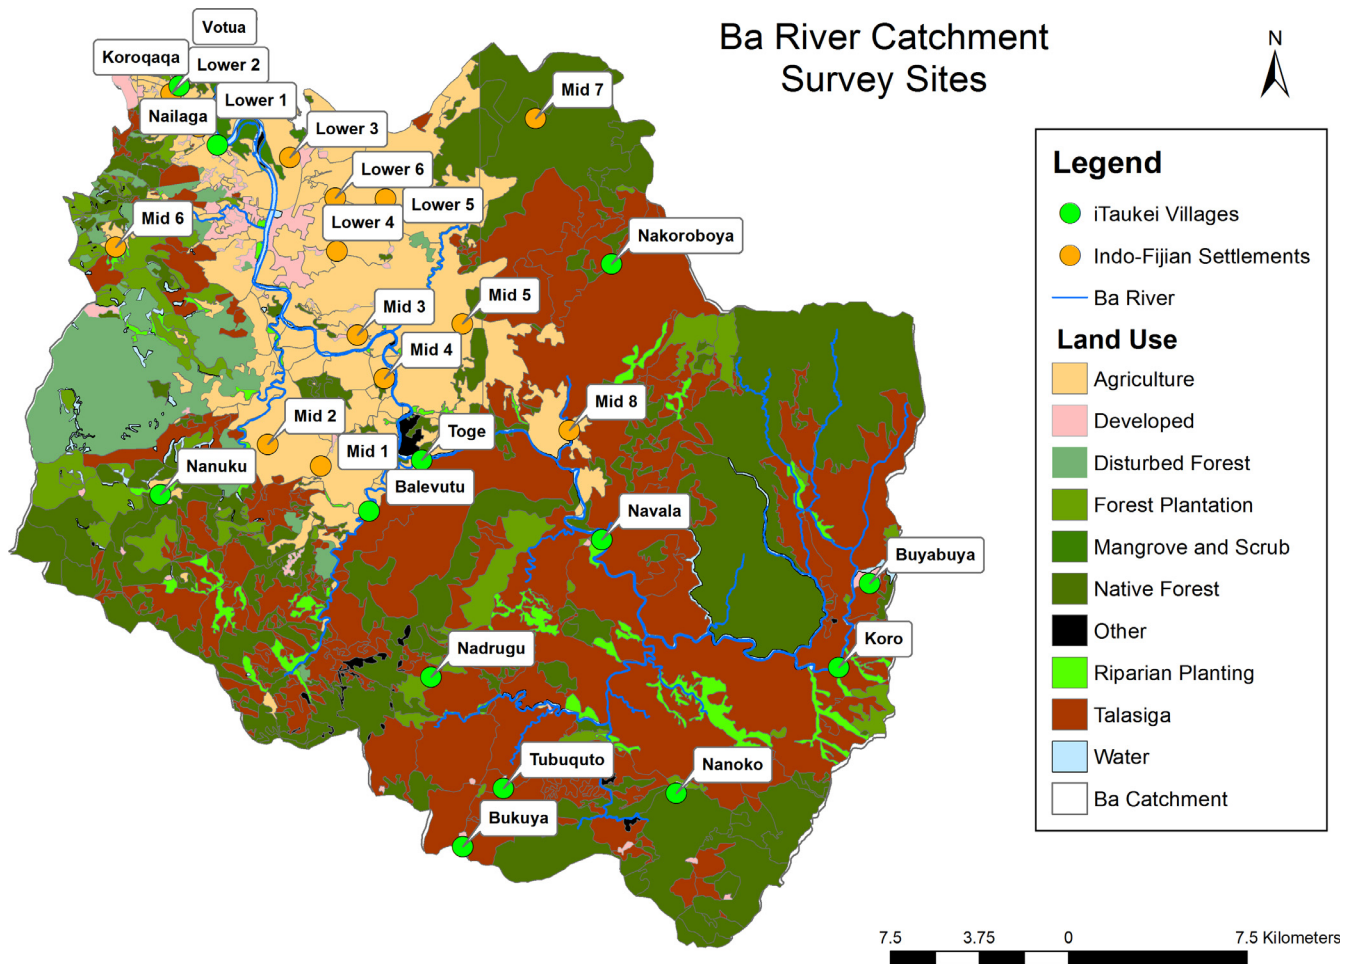 Ba River Catchment
Survey Sites
N
Votua
Koroqaqa
Lower 2
Lower 1
Nailaga
Lower 3
Mid 7
Lower 6
Lower 5
Lower 4
Mid 6
Nakoroboya
Mid 5
Mid 3
Mid 4
Mid 8
Mid 2
Mid 1
Toge
Nanuku
Balevutu
Navala
Buyabuya
Koro
Nadrugu
Tubuquto
Nanoko
Bukuya
Legend
iTaukei Villages
Indo-Fijian Settlements
Ba River
Land Use
Agriculture
Developed
Disturbed Forest
Forest Plantation
Mangrove and Scrub
Native Forest
Other
Riparian Planting
Talasiga
Water
Ba Catchment
7.5 3.75 0 7.5 Kilometers